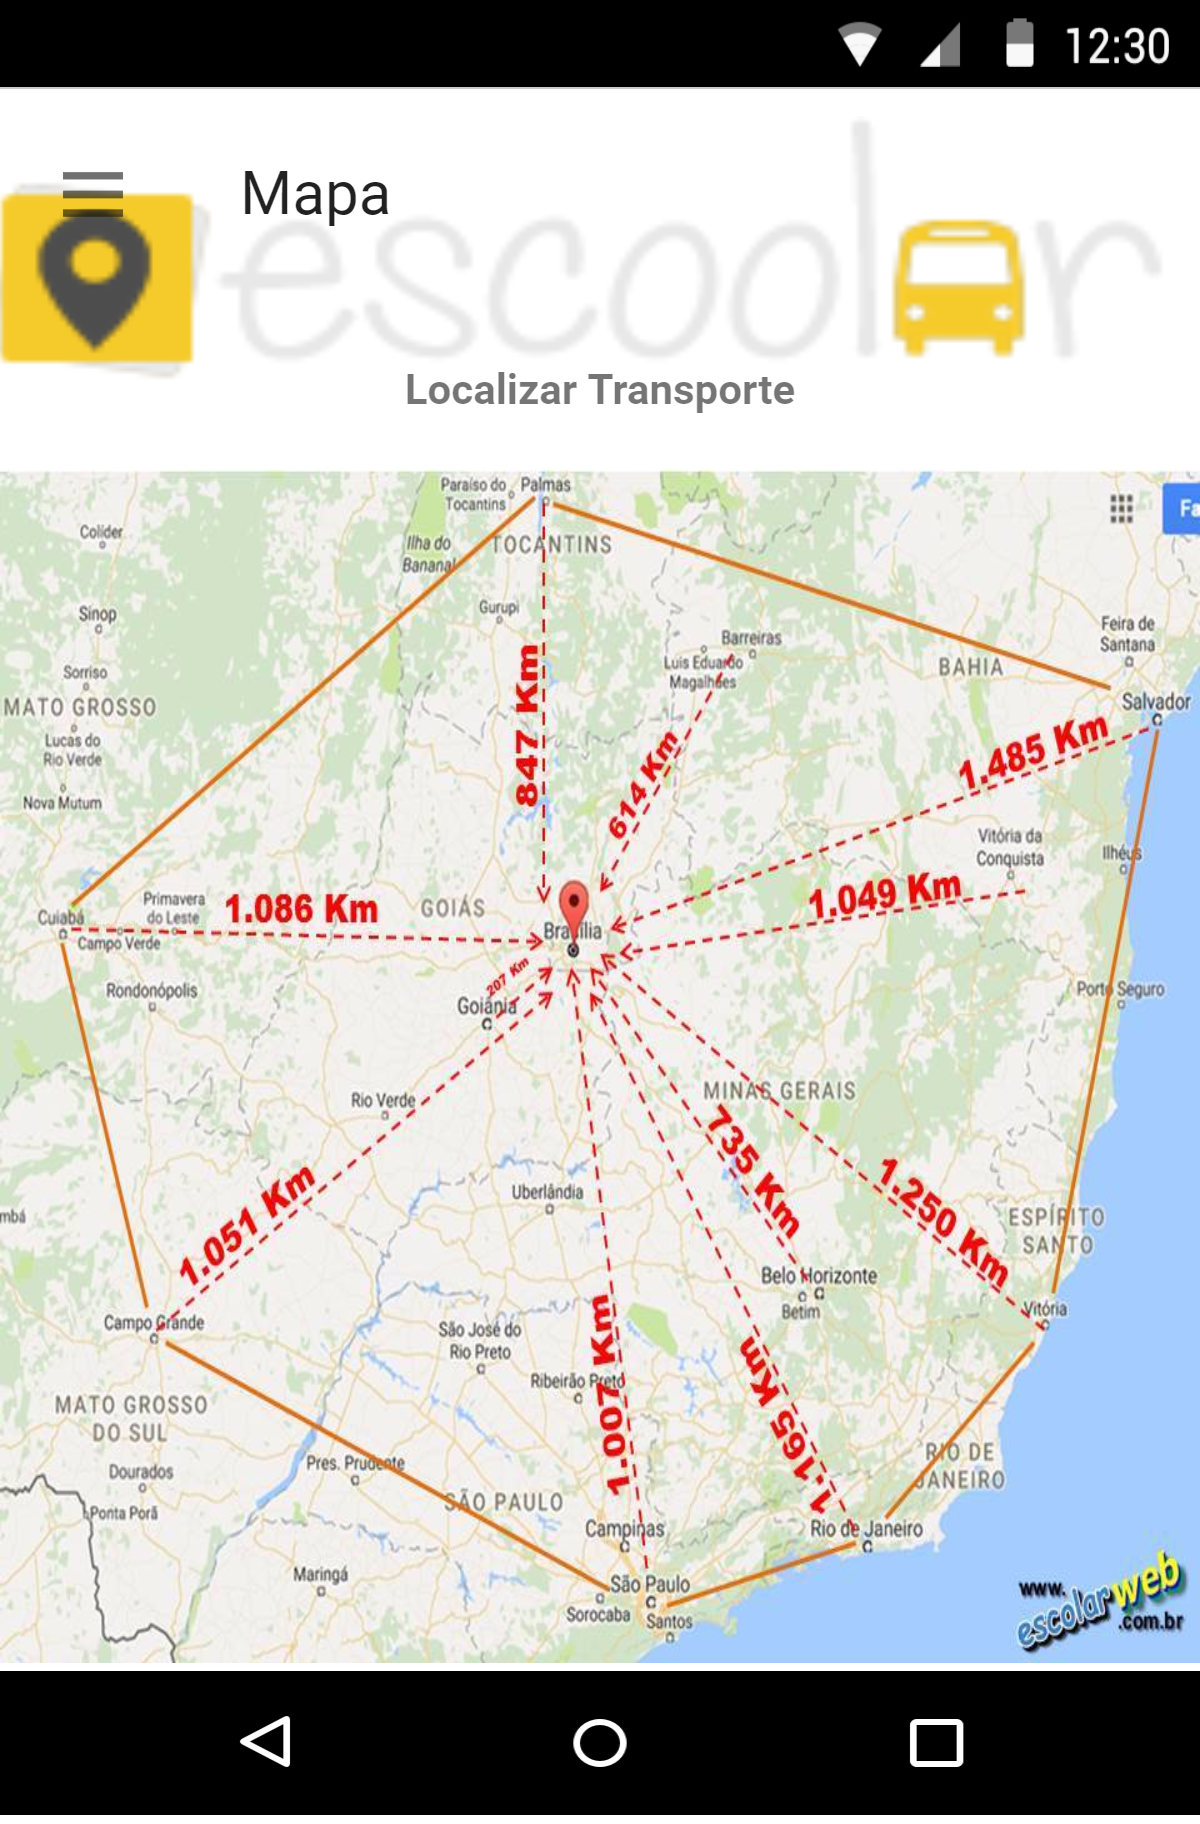 12:30
Mapa
escoolar
Localizar Transporte
Paraíso do
Tocantins
Palmas
Fa
Colíder
Ilha do
Bananal
TOCANTINS
Sinop
Gurupi
Barreiras
Luis Eduardo
Magalhães
Feira de
Santana
BAHIA
Sorriso
MATO GROSSO
Salvador
Lucas do
Rio Verde
847 Km
614 Km
1.485 Km
Nova Mutum
Vitória da
Conquista
Ilhéus
Primavera
do Leste
1.086 Km
GOIÁS
1.049 Km
Cuiabá
Campo Verde
Brasília
207 Km
Rondonópolis
Goiânia
Porto Seguro
Rio Verde
MINAS GERAIS
735 Km
1.250 Km
1.051 Km
Uberlândia
mbá
ESPÍRITO
SANTO
Belo Horizonte
Betim
Vitória
Campo Grande
São José do
Rio Preto
1.007 Km
1.165 Km
Ribeirão Preto
MATO GROSSO
DO SUL
Pres. Prudente
RIO DE
JANEIRO
Dourados
Ponta Porã
SÃO PAULO
Campinas
Rio de Janeiro
Maringá
São Paulo
Sorocaba
Santos
www.
escolarweb
.com.br